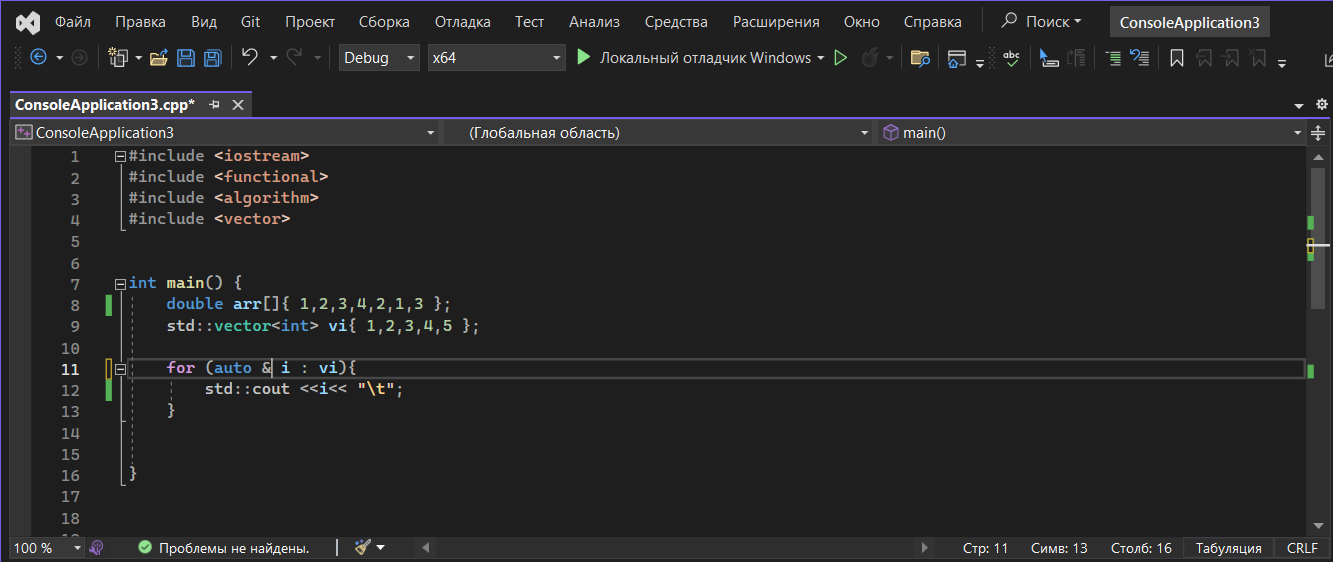 Файл Правка Вид Git Проект Сборка Отладка Тест Анализ Средства Расширения Окно Справка Поиск ConsoleApplication3
Debug x64 Локальный отладчик Windows abc
ConsoleApplication3.cpp*
ConsoleApplication3 (Глобальная область) main()
1 #include <iostream>
2 #include <functional>
3 #include <algorithm>
4 #include <vector>
5
6
7 int main() {
8 double arr[]{ 1,2,3,4,2,1,3 };
9 std::vector<int> vi{ 1,2,3,4,5 };
10
11 for (auto & i : vi){
12 std::cout <<i<< "\t";
13 }
14
15
16 }
17
18
100 % Проблемы не найдены. Стр: 11 Симв: 13 Столб: 16 Табуляция CRLF